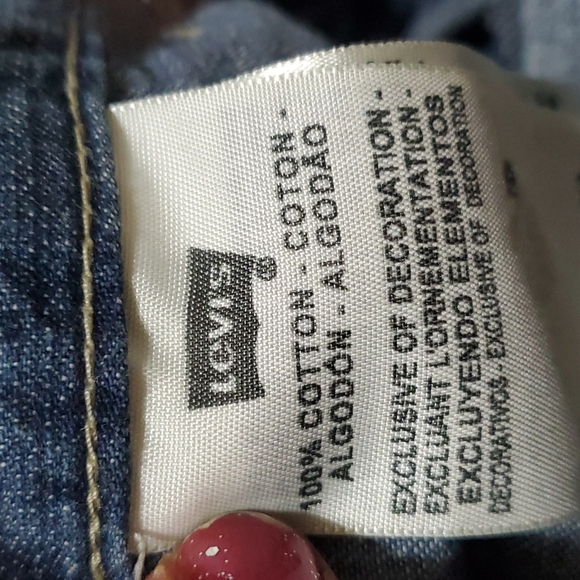 Levi's
100% COTTON - COTON -
ALGODÓN - ALGODÃO
EXCLUSIVE OF DECORATION -
EXCLUANT L'ORNEMENTATION -
EXCLUYENDO ELEMENTOS
DECORATIVOS - EXCLUSIVE OF DECORATION